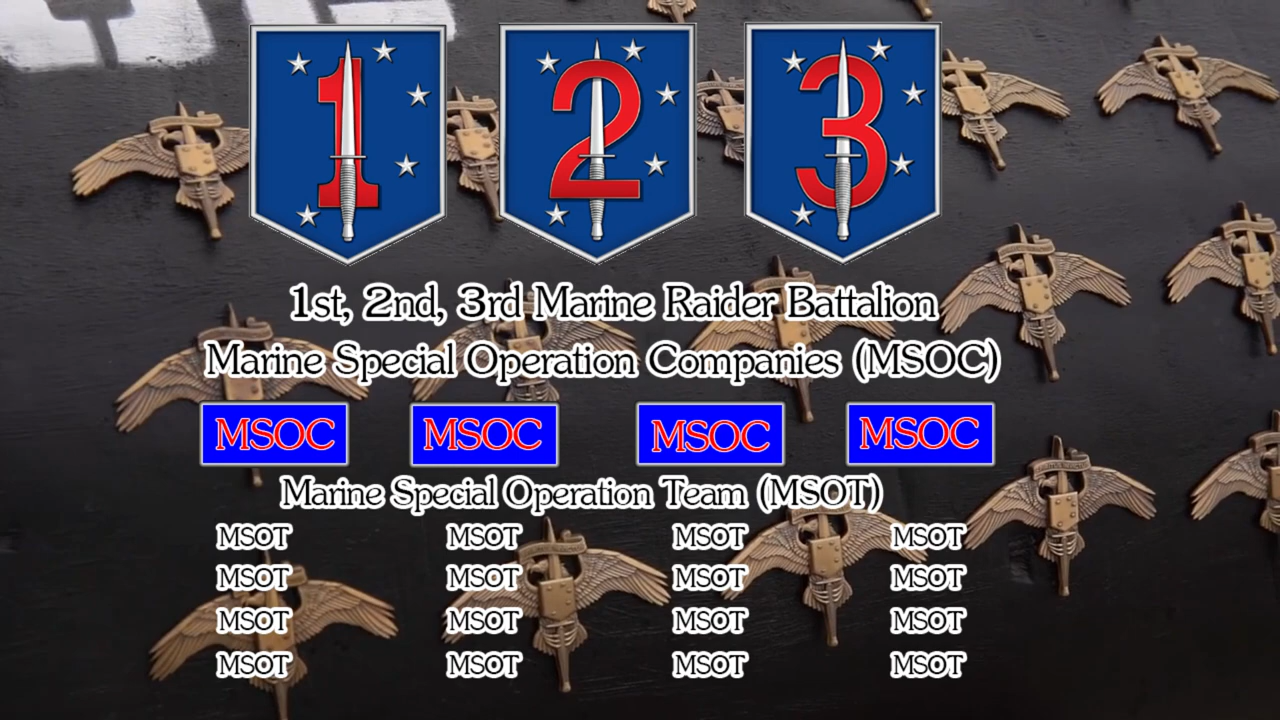 1 2 3
1st, 2nd, 3rd Marine Raider Battalion
Marine Special Operation Companies (MSOC)
MSOC MSOC MSOC MSOC
Marine Special Operation Team (MSOT)
MSOT MSOT MSOT MSOT
MSOT MSOT MSOT MSOT
MSOT MSOT MSOT MSOT
MSOT MSOT MSOT MSOT